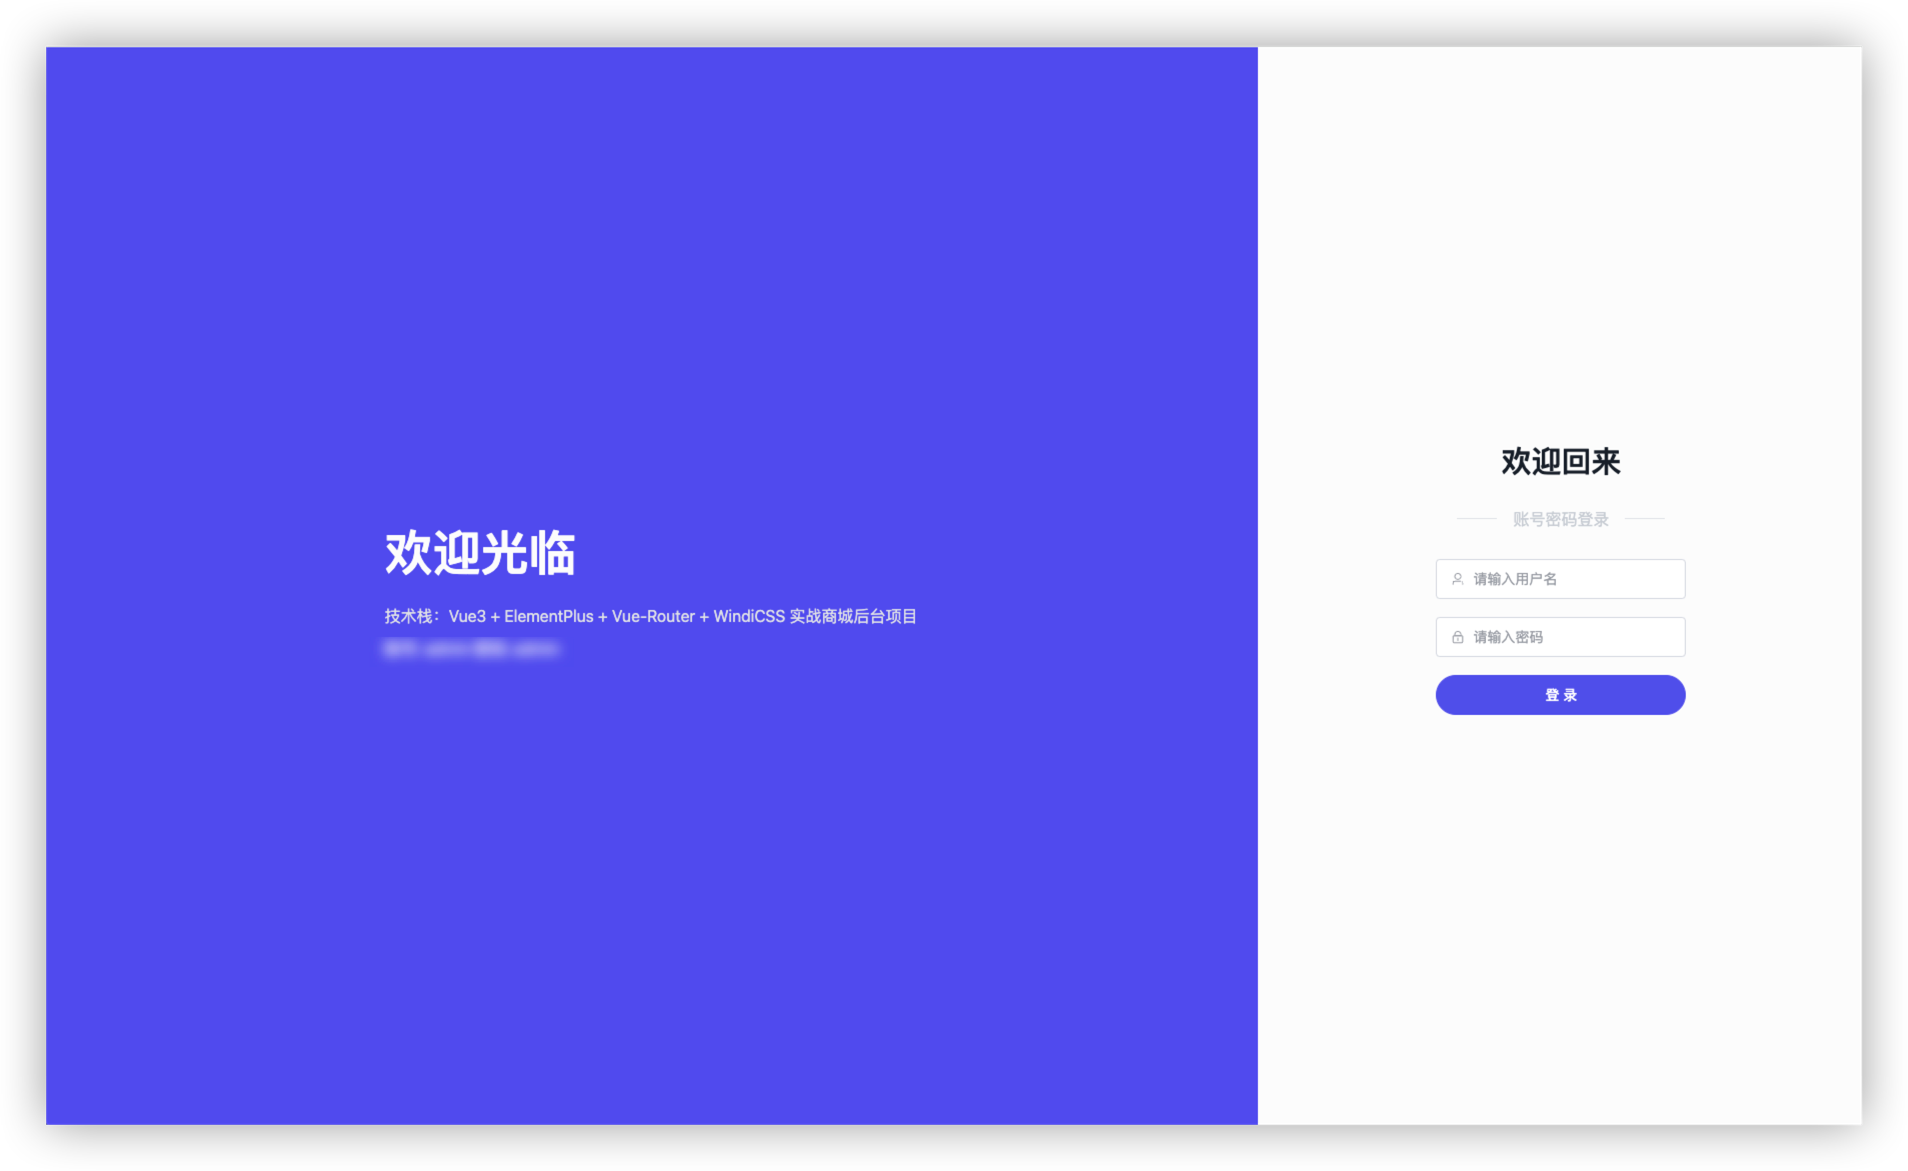 欢迎光临
技术栈：Vue3 + ElementPlus + Vue-Router + WindiCSS 实战商城后台项目
欢迎回来
账号密码登录
请输入用户名
请输入密码
登 录